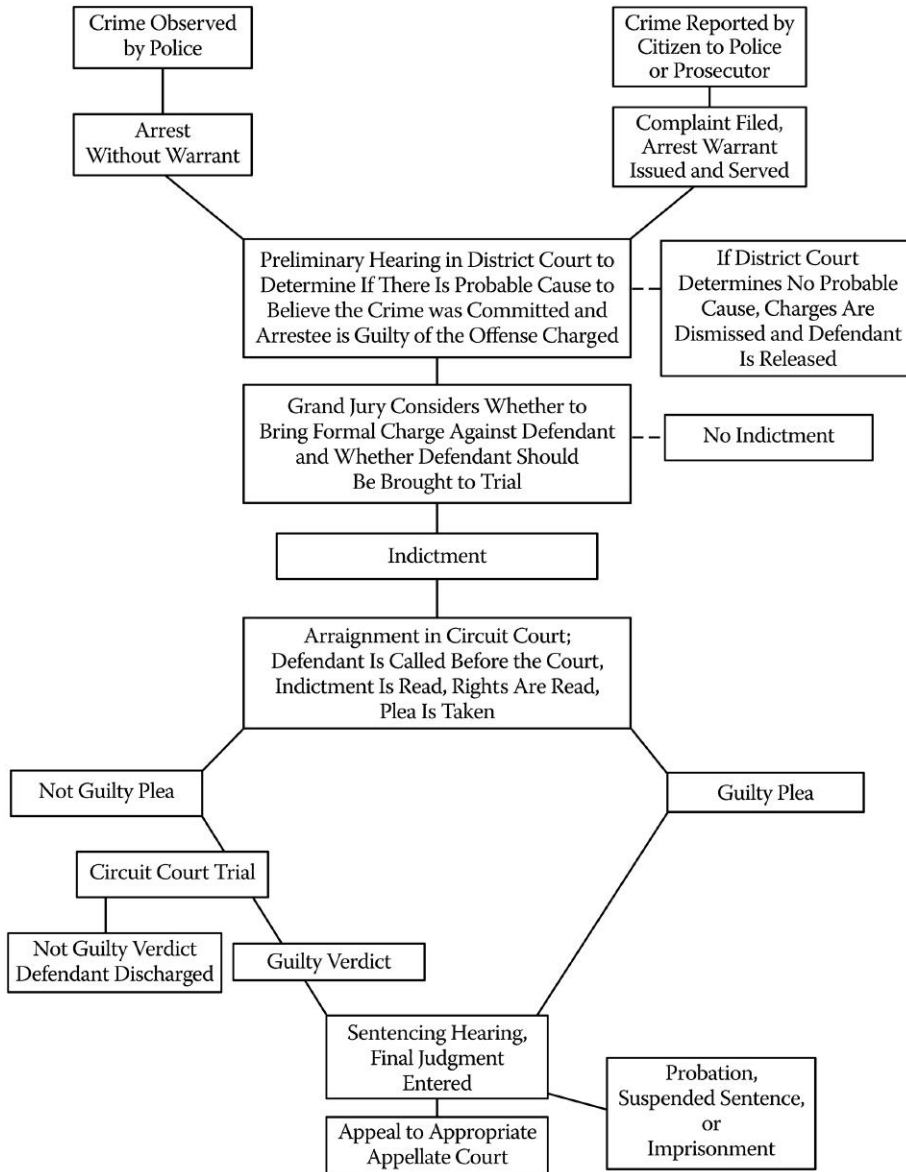 Crime Observed
by Police
Crime Reported by
Citizen to Police
or Prosecutor
Arrest
Without Warrant
Complaint Filed,
Arrest Warrant
Issued and Served
Preliminary Hearing in District Court to
Determine If There Is Probable Cause to
Believe the Crime was Committed and
Arrestee is Guilty of the Offense Charged
If District Court
Determines No Probable
Cause, Charges Are
Dismissed and Defendant
Is Released
Grand Jury Considers Whether to
Bring Formal Charge Against Defendant
and Whether Defendant Should
Be Brought to Trial
No Indictment
Indictment
Arraignment in Circuit Court;
Defendant Is Called Before the Court,
Indictment Is Read, Rights Are Read,
Plea Is Taken
Not Guilty Plea
Guilty Plea
Circuit Court Trial
Not Guilty Verdict
Defendant Discharged
Guilty Verdict
Sentencing Hearing,
Final Judgment
Entered
Probation,
Suspended Sentence,
or
Imprisonment
Appeal to Appropriate
Appellate Court